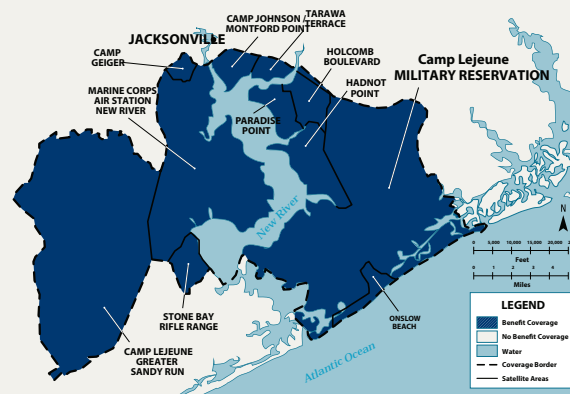 CAMP JOHNSON
MONTFORD POINT
TARAWA
TERRACE
JACKSONVILLE
CAMP
GEIGER
HOLCOMB
BOULEVARD
Camp Lejeune
MILITARY RESERVATION
HADNOT
POINT
MARINE CORPS
AIR STATION
NEW RIVER
PARADISE
POINT
New River
N
0 5,000 10,000 15,000 20,000
Feet
0 1 2 3 4
Miles
STONE BAY
RIFLE RANGE
ONSLOW
BEACH
CAMP LEJEUNE
GREATER
SANDY RUN
Atlantic Ocean
LEGEND
Benefit Coverage
No Benefit Coverage
Water
Coverage Border
Satellite Areas